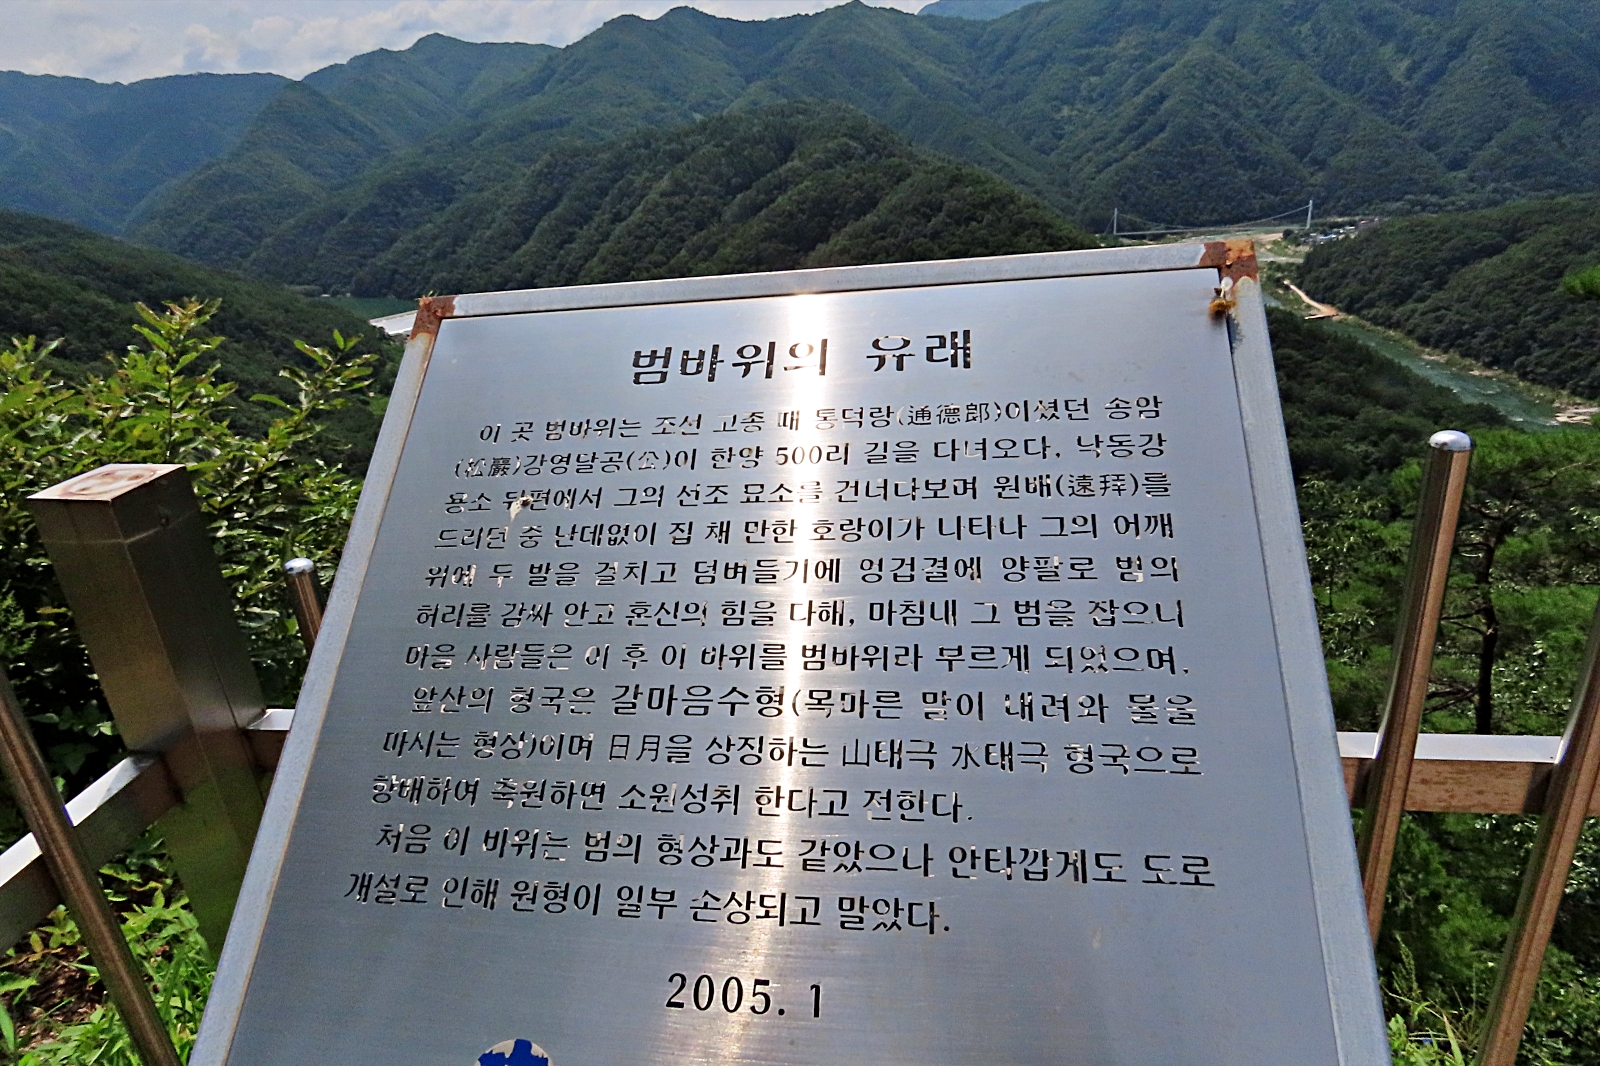 범바위의 유래
이 곳 범바위는 조선 고종 때 통덕랑(通德郎)이셨던 송암
(松巖)강영달공(公)이 한양 500리 길을 다녀오다, 낙동강
용소 뒤편에서 그의 선조 묘소를 건너다보며 원배(遠拜)를
드리던 중 난데없이 집 채 만한 호랑이가 나타나 그의 어깨
위에 두 발을 걸치고 덤벼들기에 엉겁결에 양팔로 범의
허리를 감싸 안고 혼신의 힘을 다해, 마침내 그 범을 잡으니
마을 사람들은 이 후 이 바위를 범바위라 부르게 되었으며,
앞산의 형국은 갈마음수형(목마른 말이 내려와 물을
마시는 형상)이며 日月을 상징하는 山태극 水태극 형국으로
향배하여 축원하면 소원성취 한다고 전한다.
처음 이 바위는 범의 형상과도 같았으나 안타깝게도 도로
개설로 인해 원형이 일부 손상되고 말았다.
2005. 1